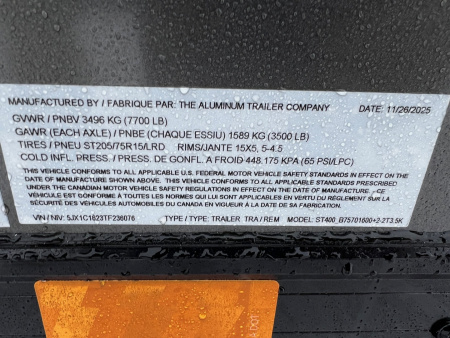 MANUFACTURED BY / FABRIQUE PAR: THE ALUMINUM TRAILER COMPANY DATE: 11/26/2025
GVWR / PNBV 3496 KG (7700 LB)
GAWR (EACH AXLE) / PNBE (CHAQUE ESSIU) 1589 KG (3500 LB)
TIRES / PNEU ST205/75R15/LRD RIMS/JANTE 15X5, 5-4.5
COLD INFL. PRESS. / PRESS. DE GONFL. A FROID 448.175 KPA (65 PSI/LPC)
THIS VEHICLE CONFORMS TO ALL APPLICABLE U.S. FEDERAL MOTOR VEHICLE SAFETY STANDARDS IN EFFECT ON THE
DATE OF MANUFACTURE SHOWN ABOVE. THIS VEHICLE CONFORMS TO ALL APPLICABLE STANDARDS PRESCRIBED UNDER
THE CANADIAN MOTOR VEHICLE SAFETY REGULATIONS IN EFFECT ON THE DATE OF MANUFACTURE. / CE
VÉHICULE EST CONFORME A TOUTES LES NORMES QUI LUI SONT APPLICABLES EN VERTU DU RÈGLEMENT SUR LA
SÉCURITÉ DES VÉHICULES AUTOMOBILES DU CANADA EN VIGUEUR A LA DATE DE SA FABRICATION.
VIN / NIV: 5JX1C1823TF236076 TYPE / TYPE: TRAILER TRA / REM MODEL: ST400_B75701600+2-2T3.5K